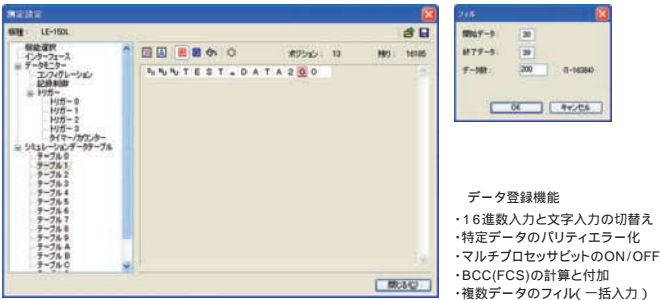 測定設定
機種: LE-150L
機能選択
インターフェース
データモニター
コンフィグレーション
記録制御
トリガー
トリガー 0
トリガー 1
トリガー 2
トリガー 3
タイマー/カウンター
シミュレーションデータテーブル
テーブル 0
テーブル 1
テーブル 2
テーブル 3
テーブル 4
テーブル 5
テーブル 6
テーブル 7
テーブル 8
テーブル 9
テーブル A
テーブル B
テーブル C
ポジション: 13
残り: 16185
TEST DATA200
閉じる(C)
フィル
開始データ: 30
終了データ: 39
データ数: 200 (1-16384)
OK キャンセル
データ登録機能
・16進数入力と文字入力の切替え
・特定データのパリティエラー化
・マルチプロセッサビットのON/OFF
・BCC(FCS)の計算と付加
・複数データのフィル(一括入力)